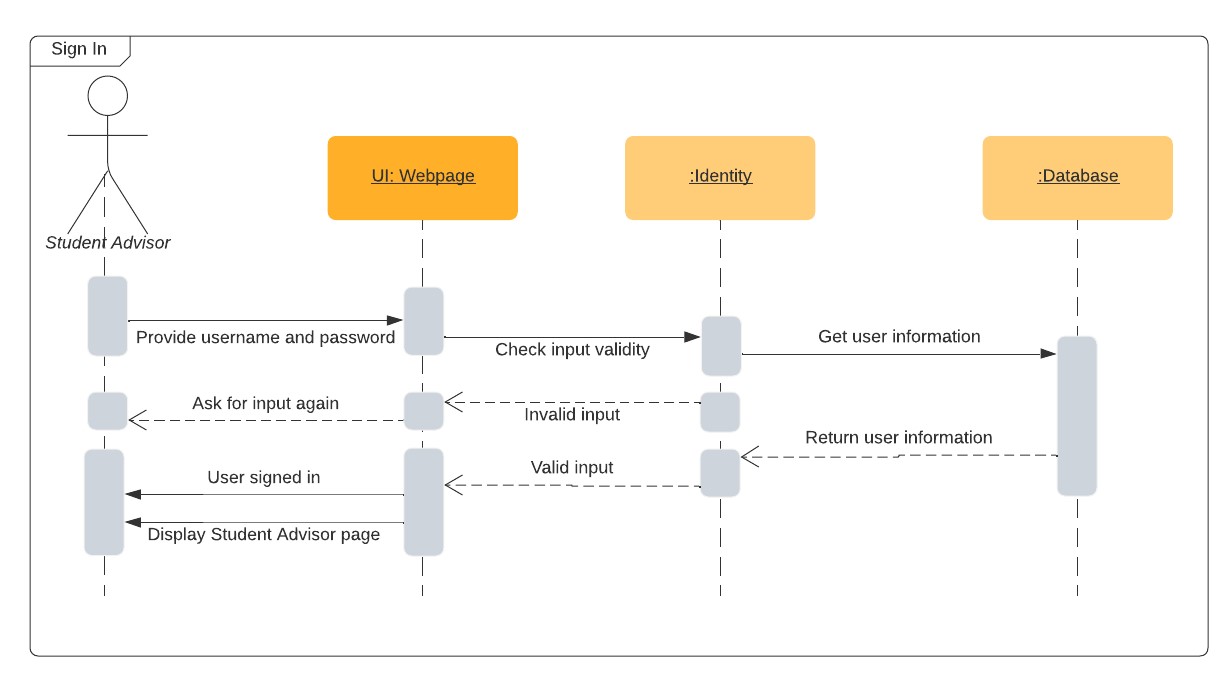 Sign In
Student Advisor
UI: Webpage
:Identity
:Database
Provide username and password
Check input validity
Get user information
Ask for input again
Invalid input
Return user information
User signed in
Valid input
Display Student Advisor page